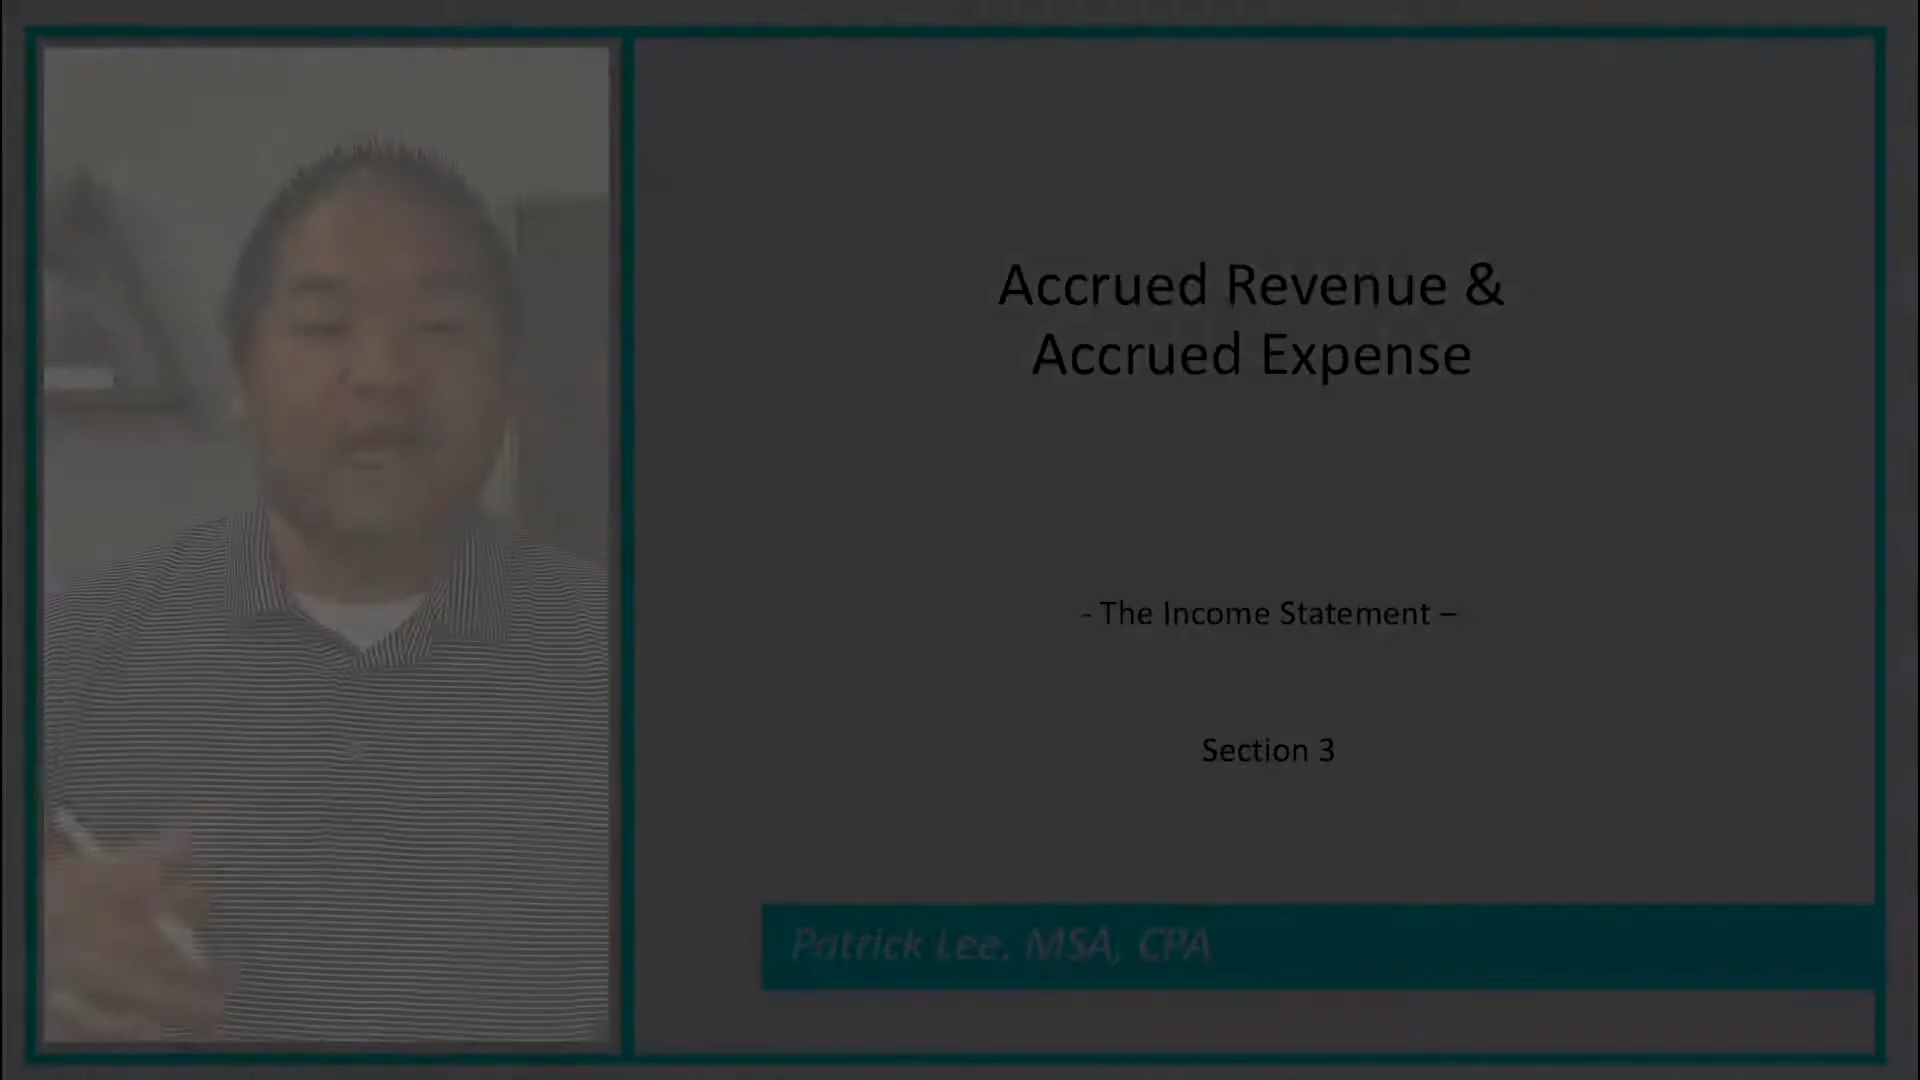 Accrued Revenue &
Accrued Expense
- The Income Statement –
Section 3
Patrick Lee, MSA, CPA